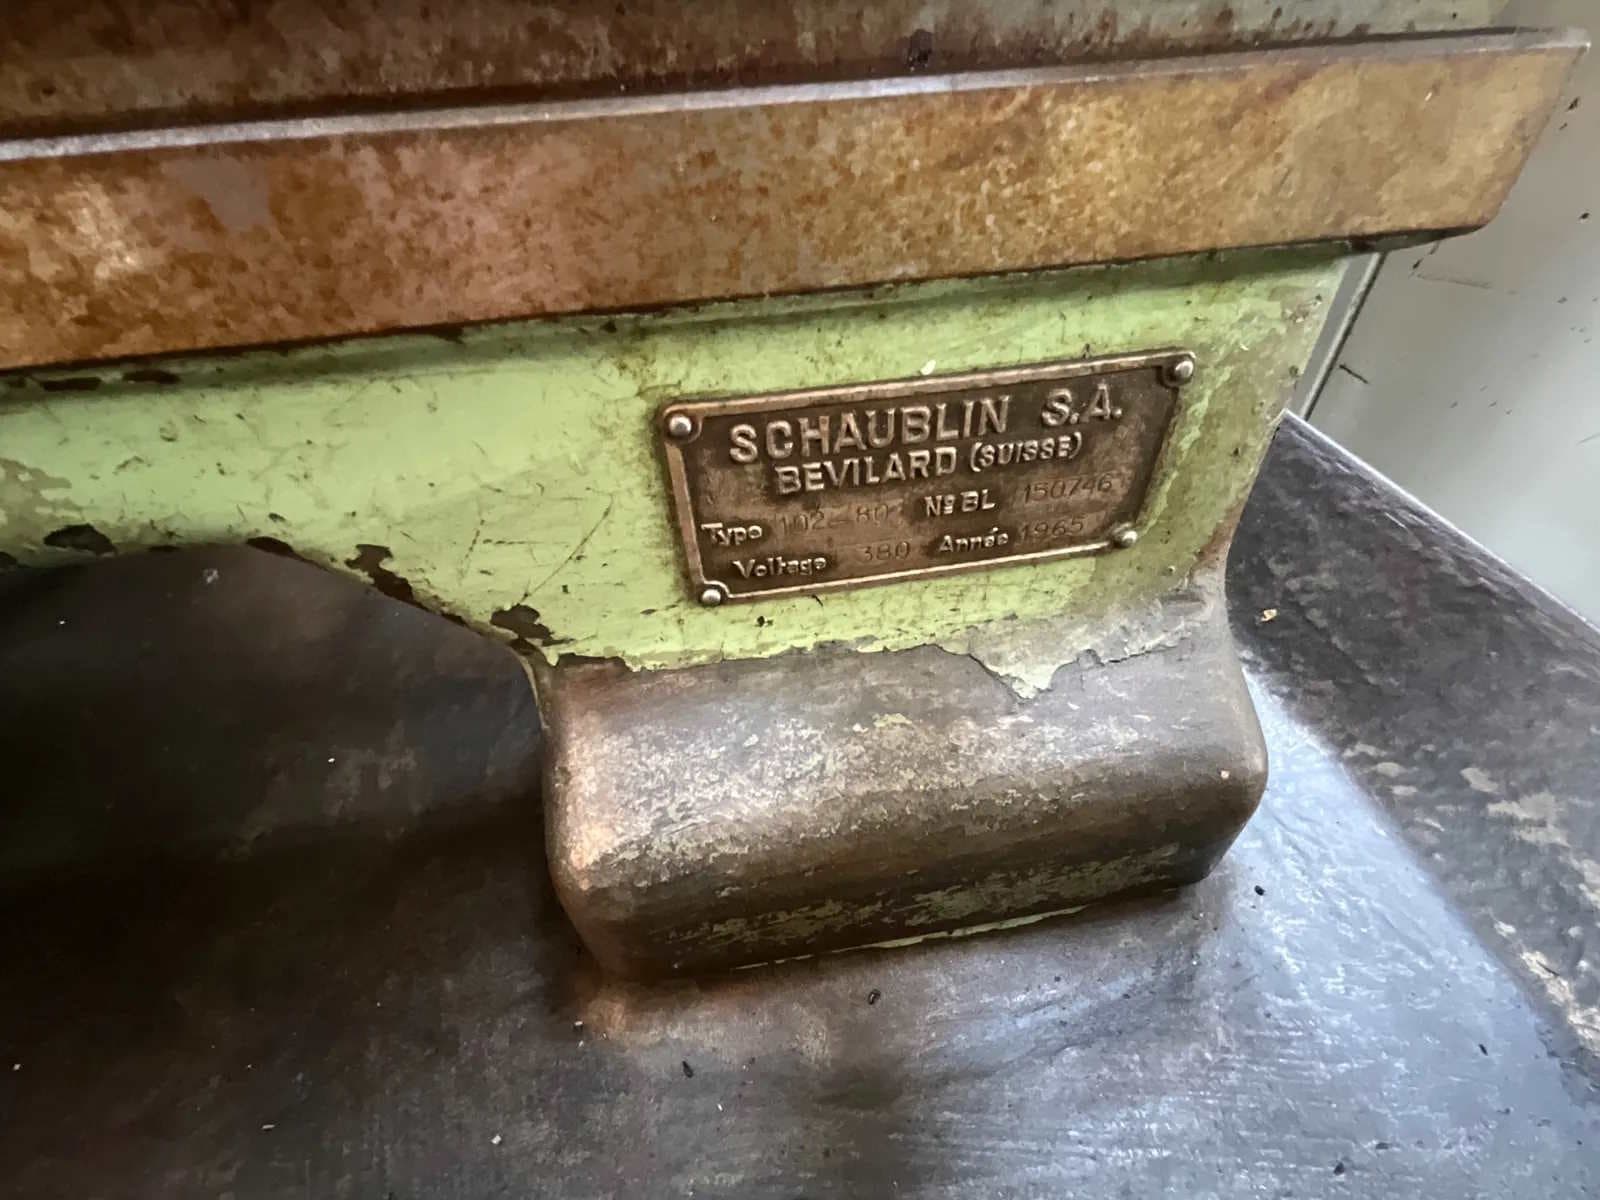 SCHAUBLIN S.A.
BEVILARD (SUISSE)
Type 102-80 No BL 150746
Voltage 380 Année 1965